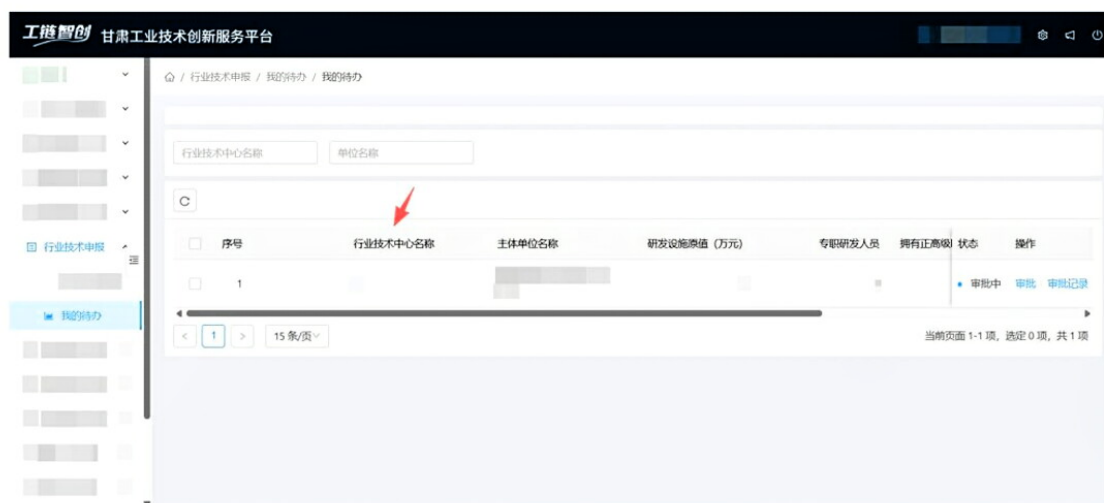 工链智创 甘肃工业技术创新服务平台
/ 行业技术申报 / 我的待办 / 我的待办
行业技术中心名称 单位名称
序号 行业技术中心名称 主体单位名称 研发设施原值（万元） 专职研发人员 拥有正高级 状态 操作
行业技术申报
1 审批中 审批 审批记录
我的待办
< 1 > 15 条/页 当前页面 1-1 项，选定 0 项，共 1 项